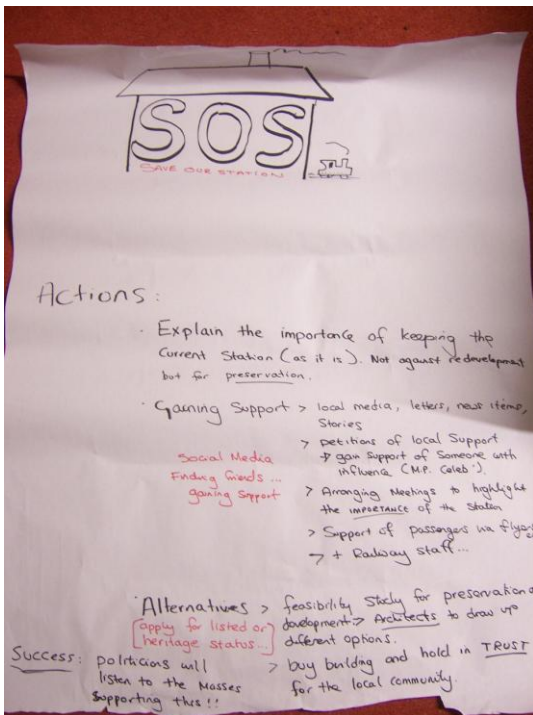 SOS
SAVE OUR STATION
Actions:
· Explain the importance of keeping the
Current Station (as it is). Not against redevelopment
but for preservation.
· Gaining Support > local media, letters, news items,
Stories
> petitions of local Support
→ gain support of Someone with
influence (M.P. Celeb').
Social Media
Finding friends ...
gaining support
> Arranging Meetings to highlight
the IMPORTANCE of the Station
> Support of passengers via flyers
→ + Railway staff...
· Alternatives > feasibility Study for preservation &
development > Architects to draw up
different options.
[apply for listed or
heritage status...]
> buy building and hold in TRUST
for the local community.
Success: politicians will
listen to the Masses
Supporting this!!